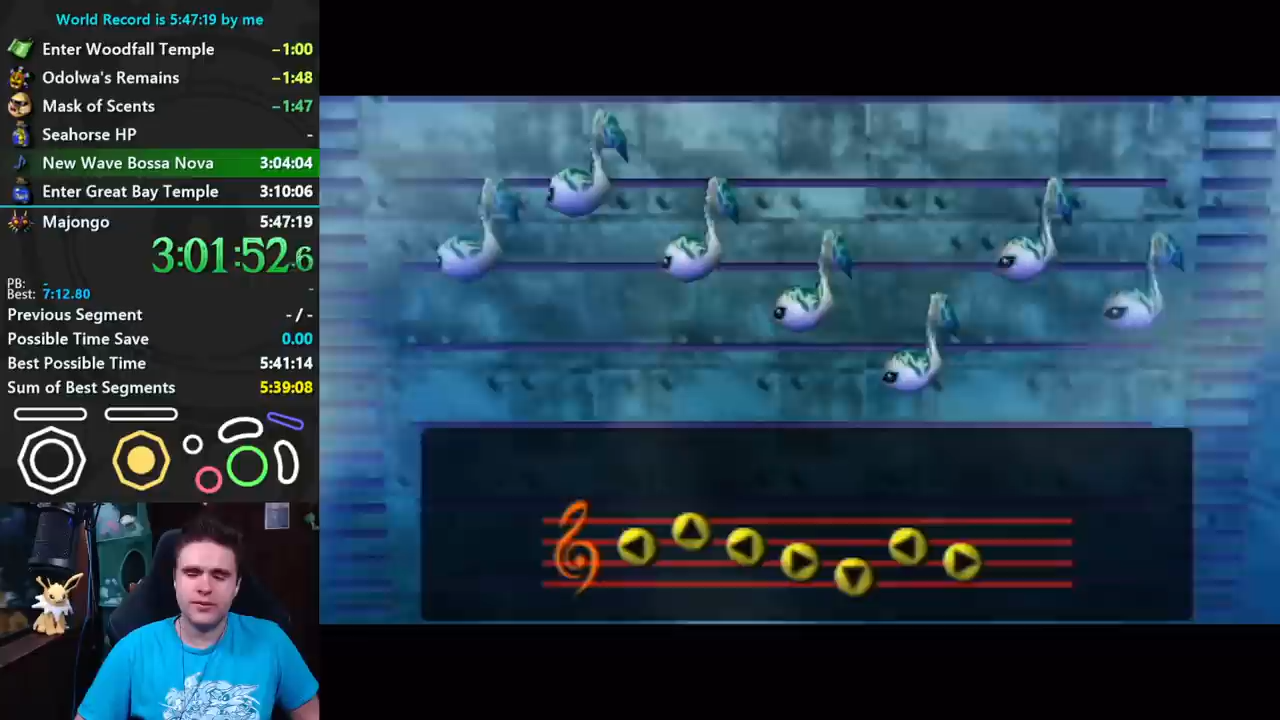 World Record is 5:47:19 by me
Enter Woodfall Temple −1:00
Odolwa's Remains −1:48
Mask of Scents −1:47
Seahorse HP -
New Wave Bossa Nova 3:04:04
Enter Great Bay Temple 3:10:06
Majongo 5:47:19
3:01:52.6
PB: - -
Best: 7:12.80
Previous Segment - / -
Possible Time Save 0.00
Best Possible Time 5:41:14
Sum of Best Segments 5:39:08